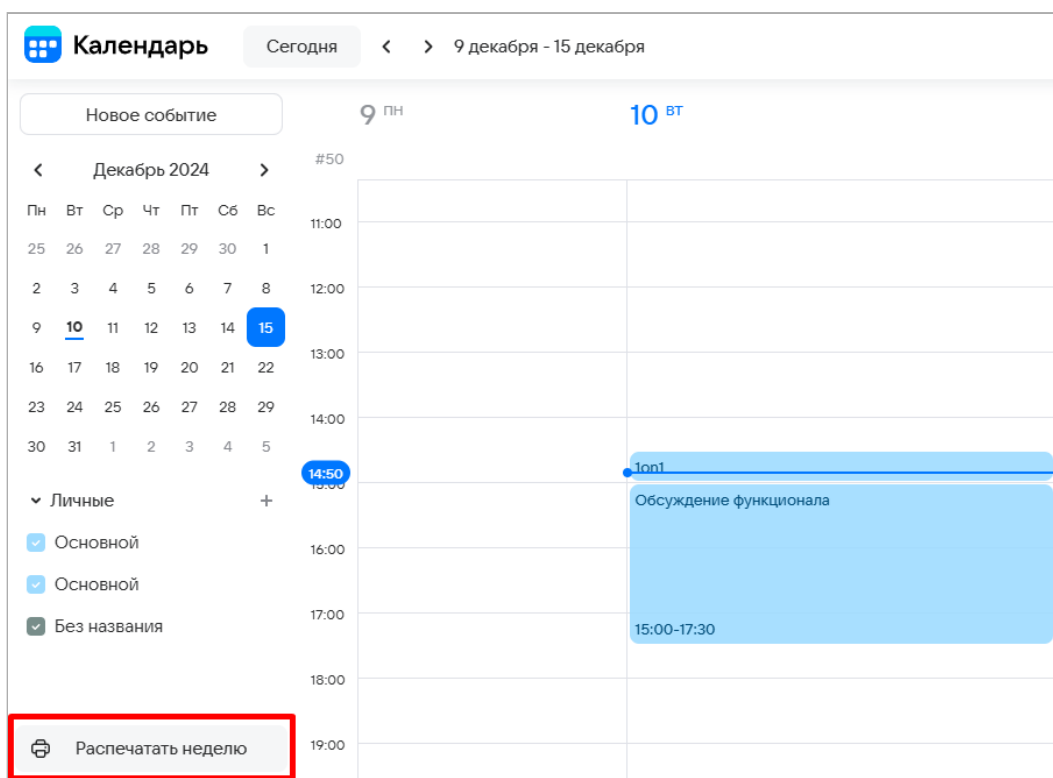 Календарь
Сегодня
9 декабря - 15 декабря
Новое событие
Декабрь 2024
Пн Вт Ср Чт Пт Сб Вс
25 26 27 28 29 30 1
2 3 4 5 6 7 8
9 10 11 12 13 14 15
16 17 18 19 20 21 22
23 24 25 26 27 28 29
30 31 1 2 3 4 5
Личные
Основной
Основной
Без названия
Распечатать неделю
9 ПН
10 ВТ
#50
11:00
12:00
13:00
14:00
14:50
15:00
16:00
17:00
18:00
19:00
1on1
Обсуждение функционала
15:00-17:30